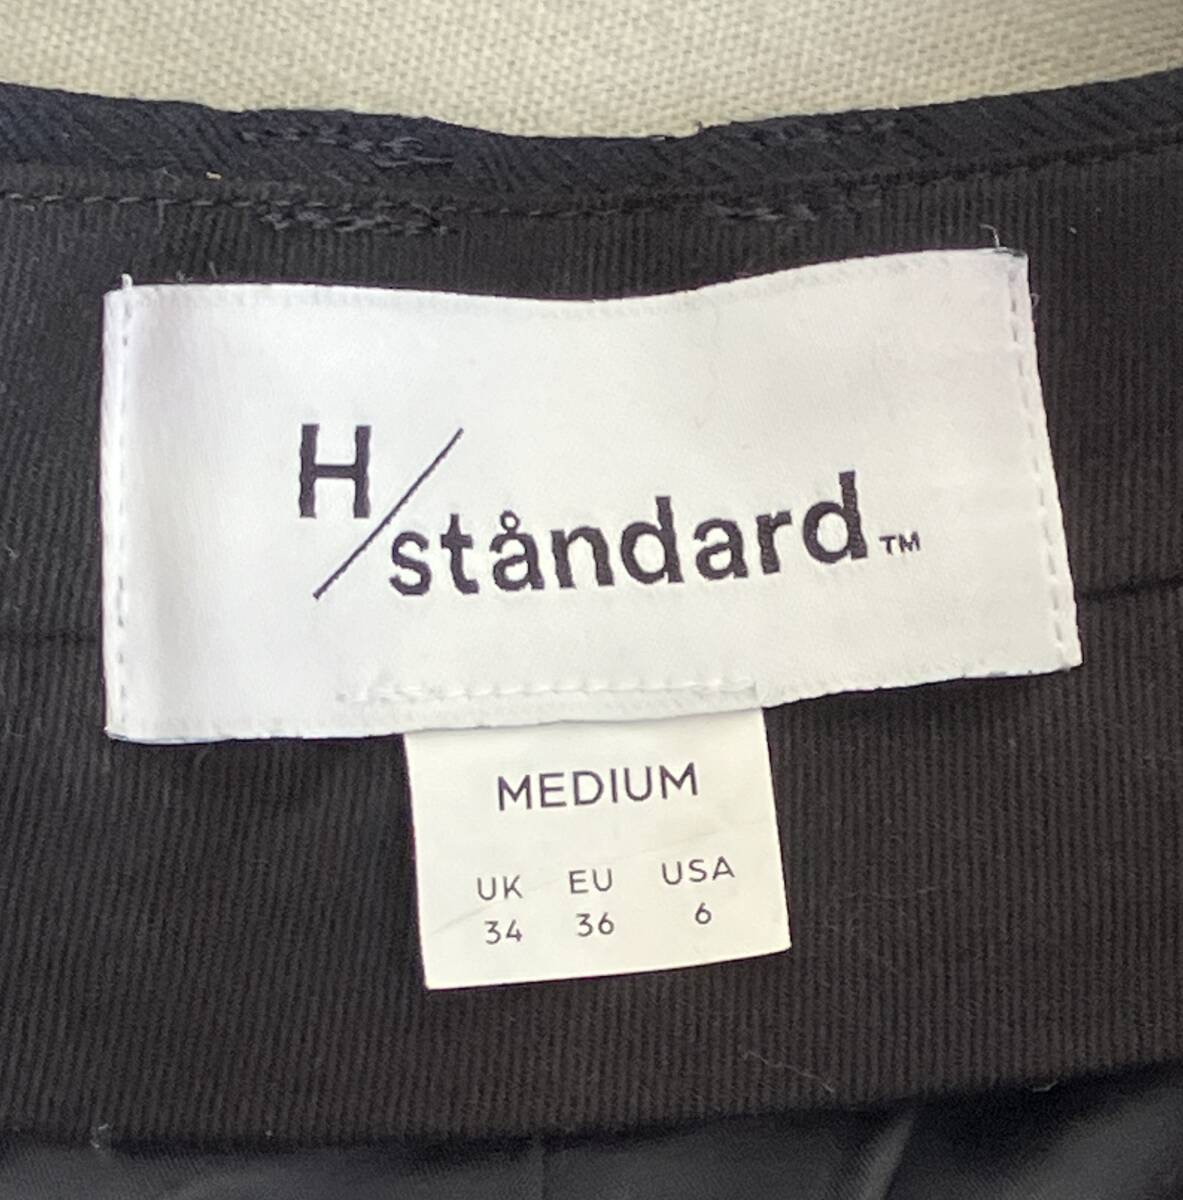 H/ståndard™
MEDIUM
UK EU USA
34 36 6